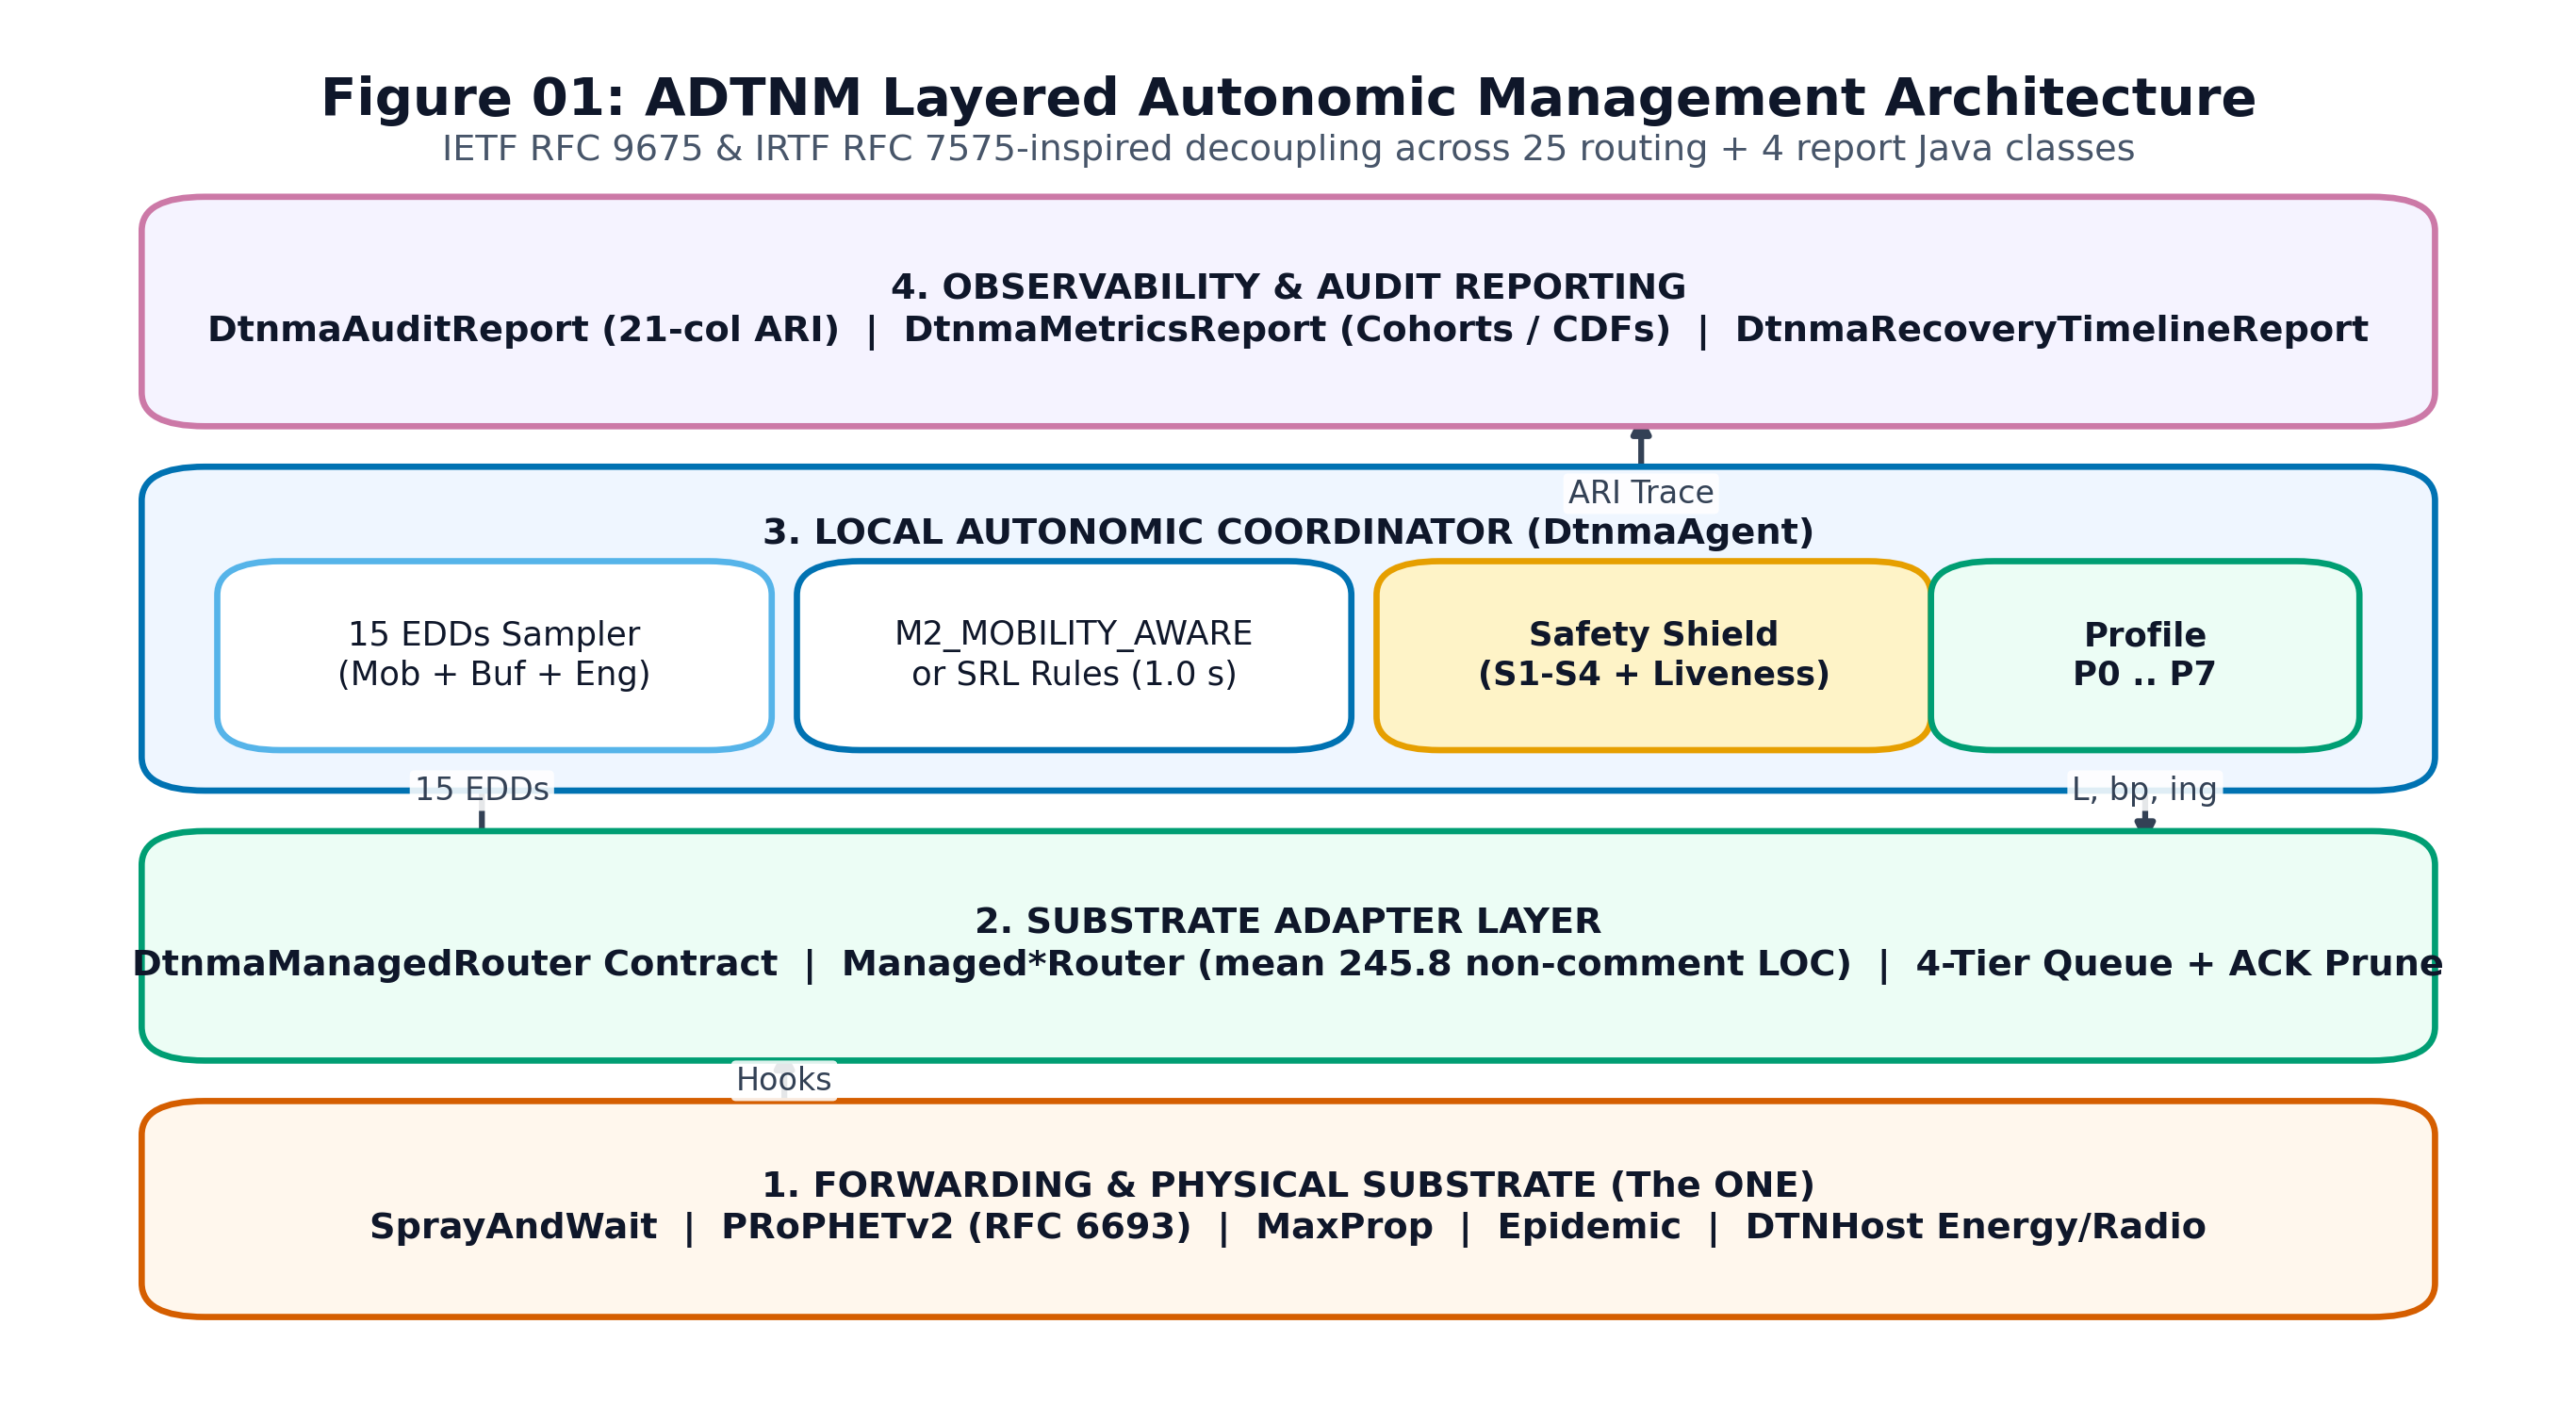 Figure 01: ADTNM Layered Autonomic Management Architecture
IETF RFC 9675 & IRTF RFC 7575-inspired decoupling across 25 routing + 4 report Java classes
4. OBSERVABILITY & AUDIT REPORTING
DtnmaAuditReport (21-col ARI) | DtnmaMetricsReport (Cohorts / CDFs) | DtnmaRecoveryTimelineReport
ARI Trace
3. LOCAL AUTONOMIC COORDINATOR (DtnmaAgent)
15 EDDs Sampler
(Mob + Buf + Eng)
M2_MOBILITY_AWARE
or SRL Rules (1.0 s)
Safety Shield
(S1-S4 + Liveness)
Profile
P0 .. P7
15 EDDs
L, bp, ing
2. SUBSTRATE ADAPTER LAYER
DtnmaManagedRouter Contract | Managed*Router (mean 245.8 non-comment LOC) | 4-Tier Queue + ACK Prune
Hooks
1. FORWARDING & PHYSICAL SUBSTRATE (The ONE)
SprayAndWait | PRoPHETv2 (RFC 6693) | MaxProp | Epidemic | DTNHost Energy/Radio